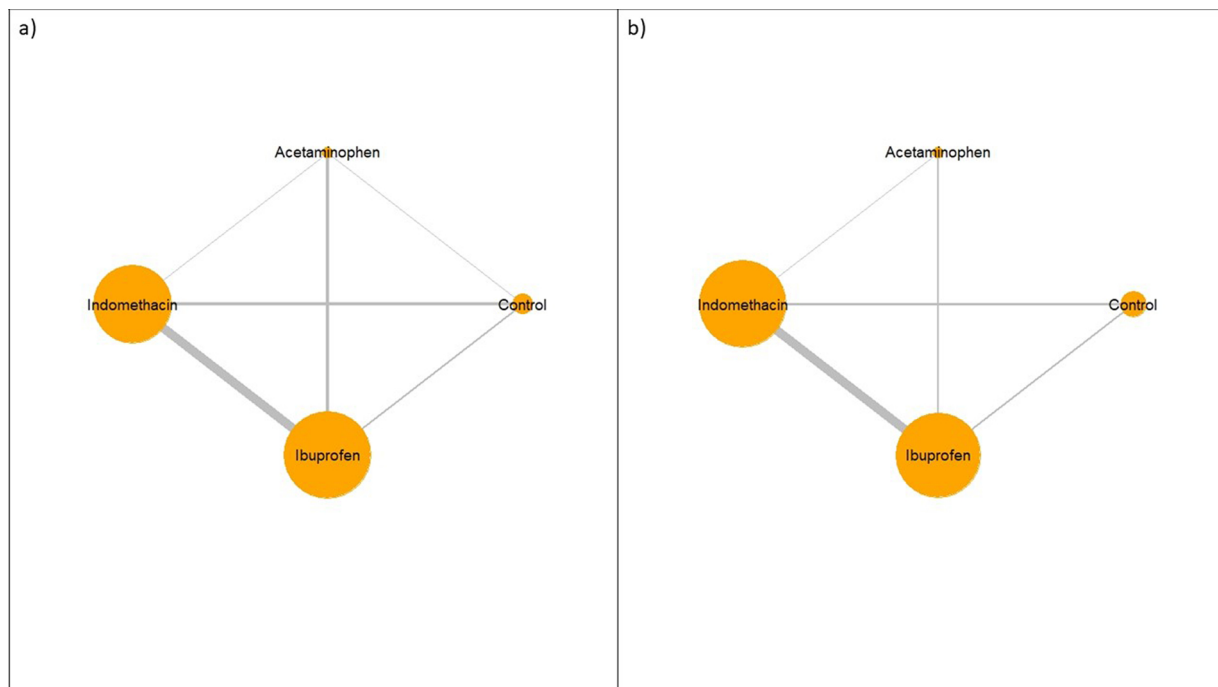 a)
Acetaminophen
Indomethacin
Control
Ibuprofen
b)
Acetaminophen
Indomethacin
Control
Ibuprofen